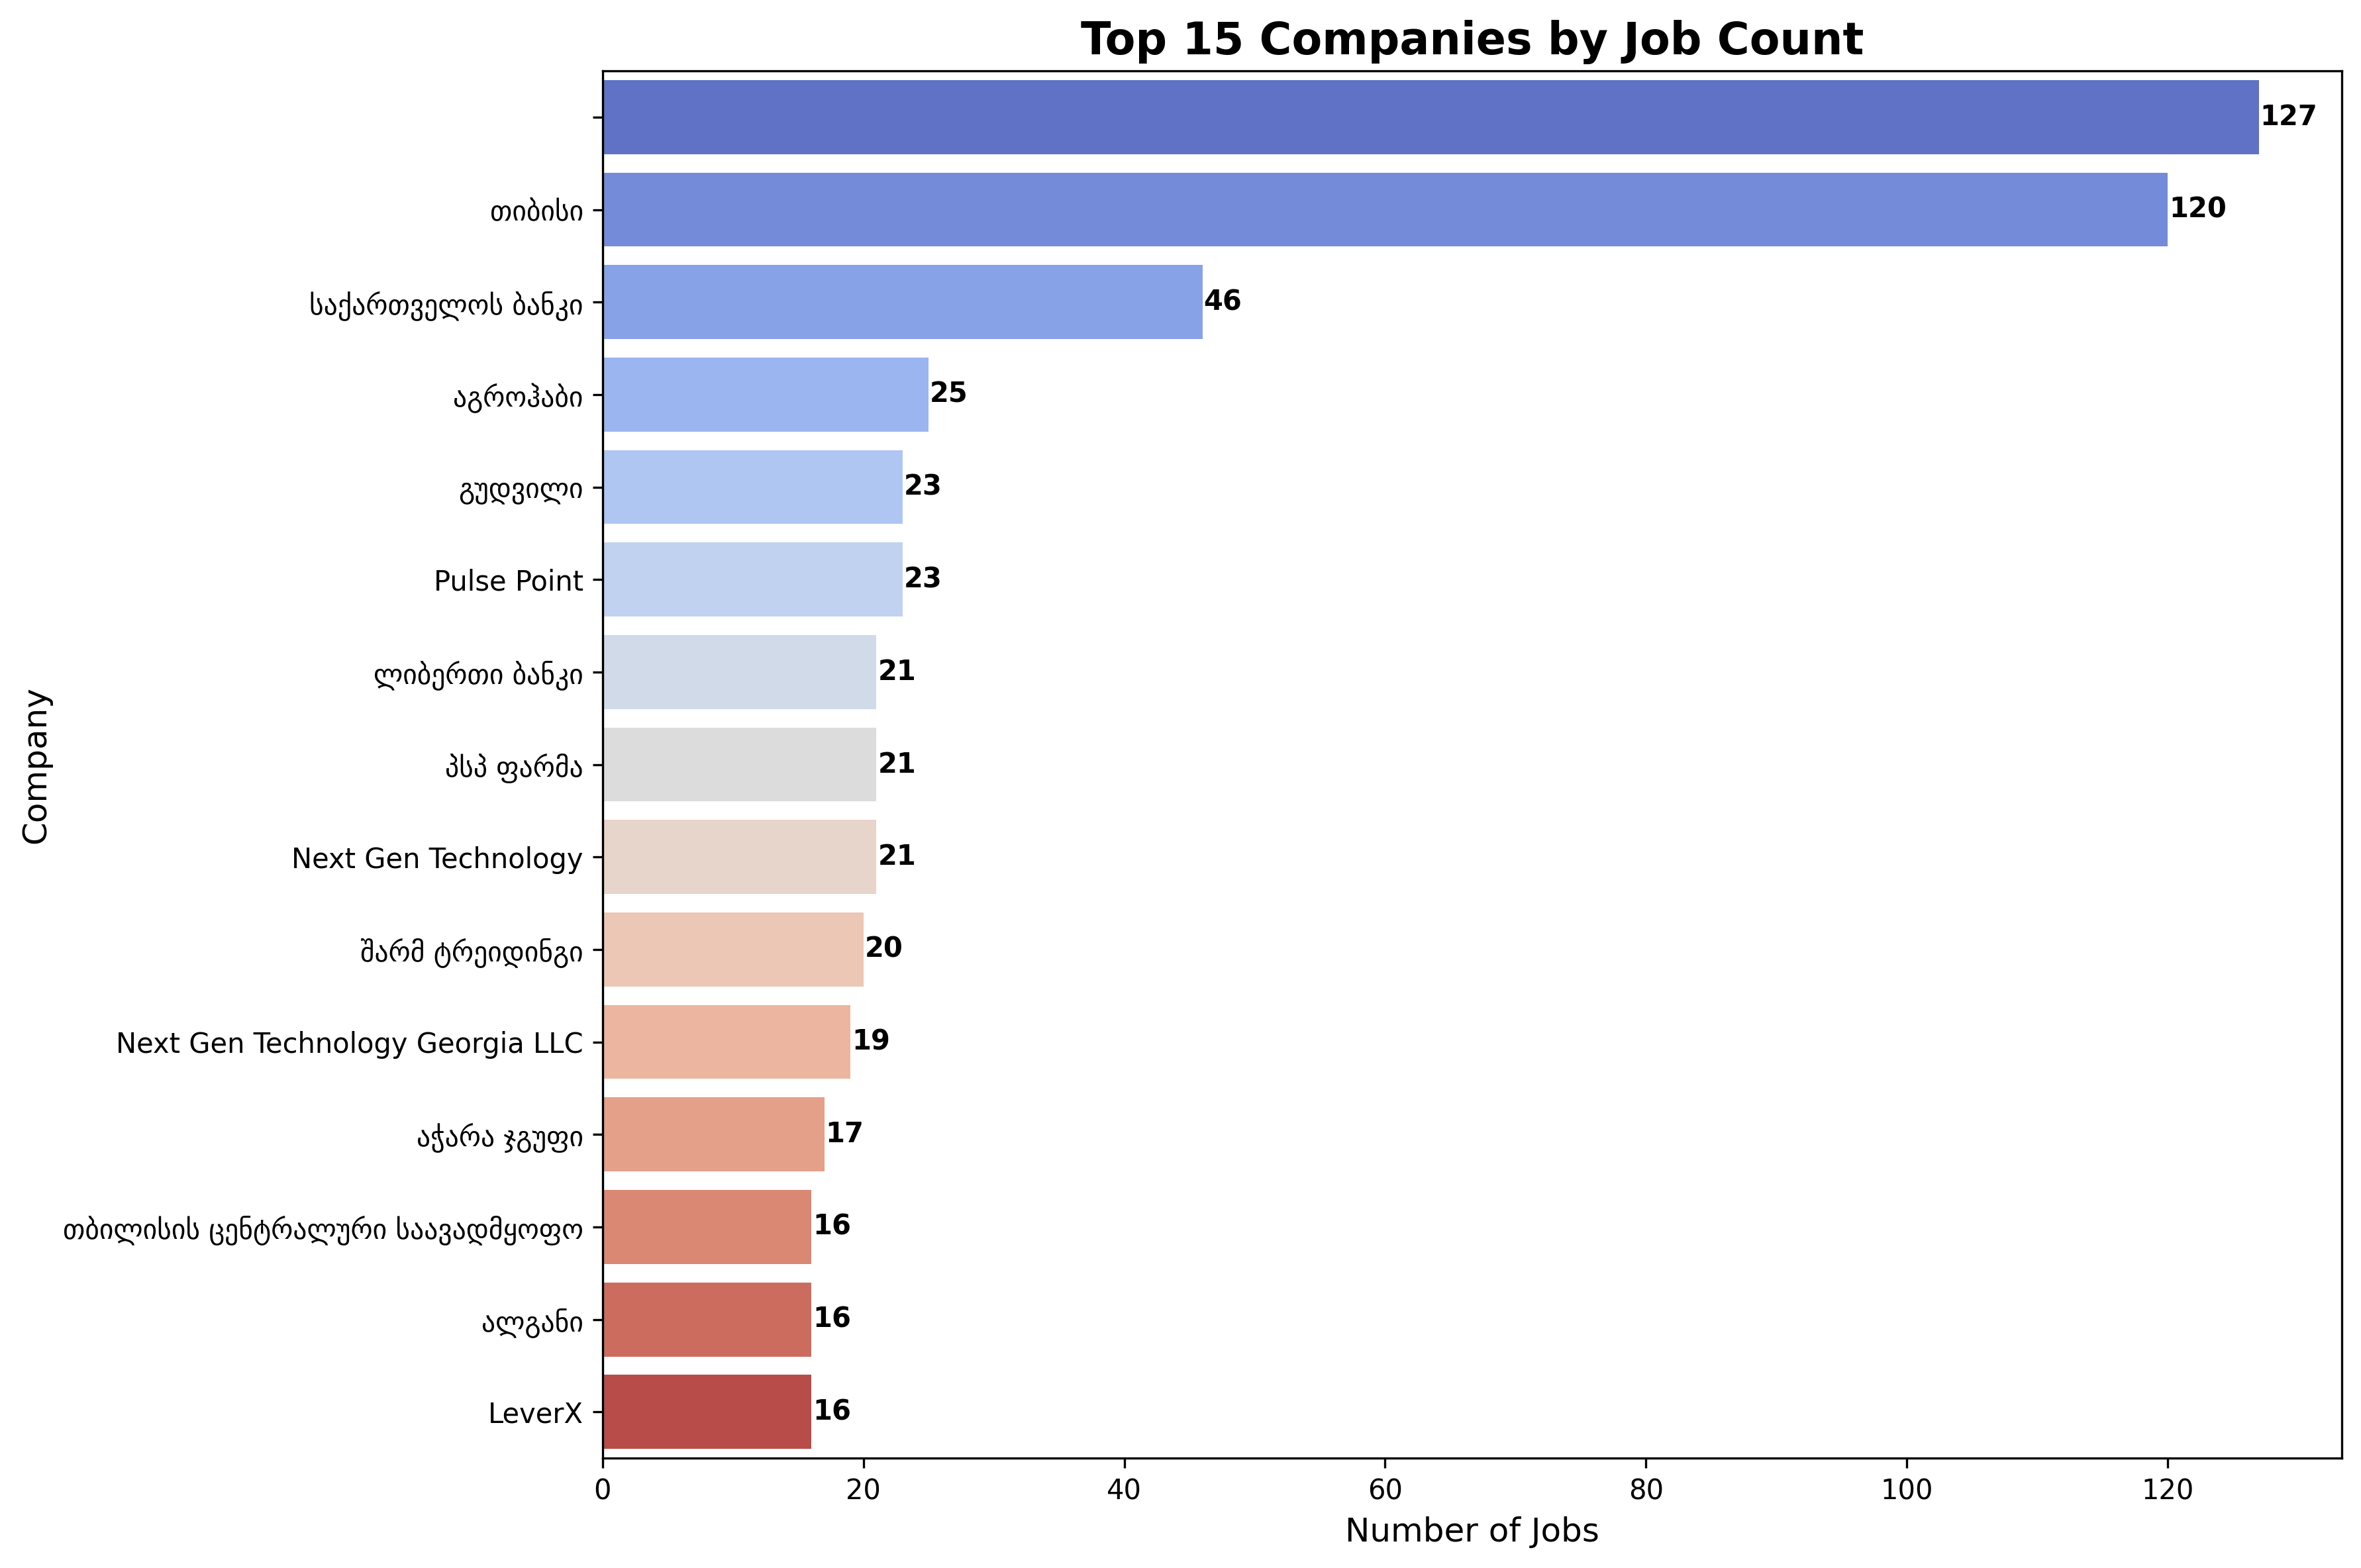 Top 15 Companies by Job Count
Company
127
თიბისი 120
საქართველოს ბანკი 46
აგროჰაბი 25
გუდვილი 23
Pulse Point 23
ლიბერთი ბანკი 21
პსპ ფარმა 21
Next Gen Technology 21
შარმ ტრეიდინგი 20
Next Gen Technology Georgia LLC 19
აჭარა ჯგუფი 17
თბილისის ცენტრალური საავადმყოფო 16
ალგანი 16
LeverX 16
0 20 40 60 80 100 120
Number of Jobs